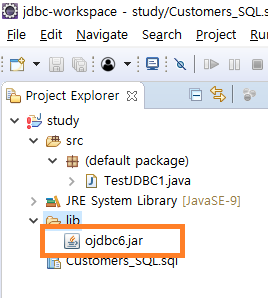 jdbc-workspace - study/Customers_SQL.s
File Edit Navigate Search Project Ru
Project Explorer
study
src
(default package)
TestJDBC1.java
JRE System Library [JavaSE-9]
lib
ojdbc6.jar
Customers_SQL.sql